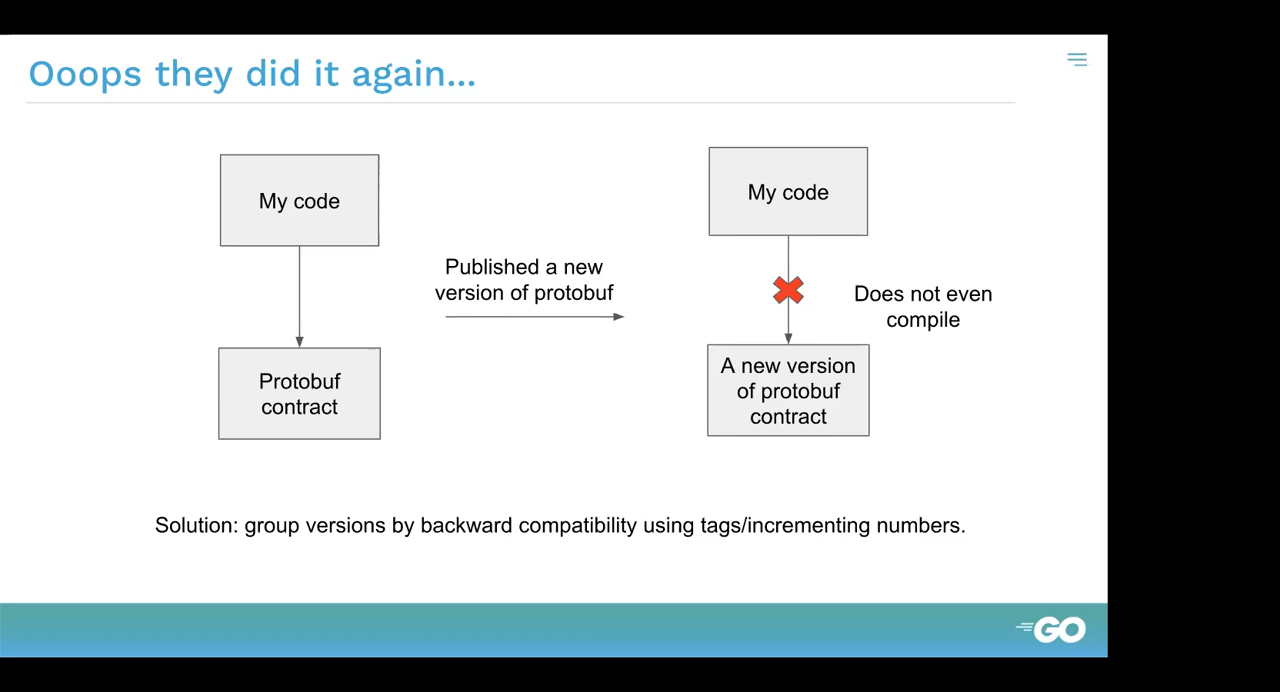 Ooops they did it again...
My code
Protobuf
contract
Published a new
version of protobuf
My code
Does not even
compile
A new version
of protobuf
contract
Solution: group versions by backward compatibility using tags/incrementing numbers.
GO